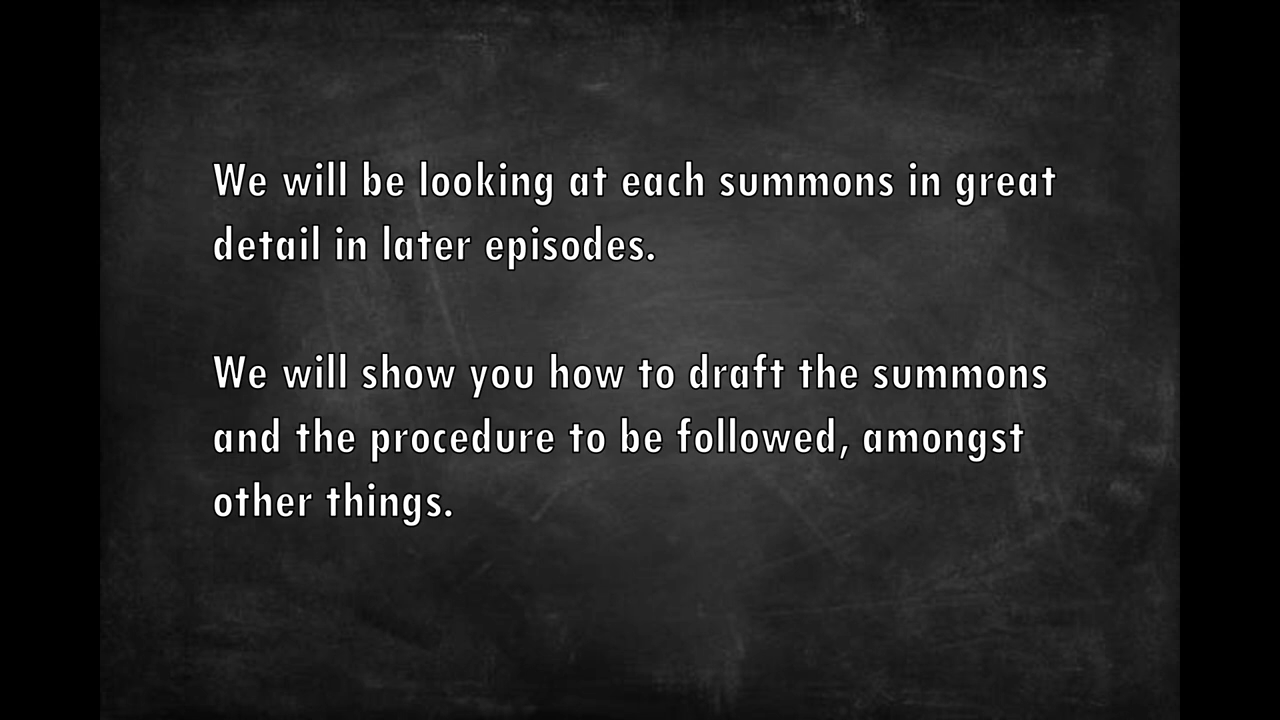 We will be looking at each summons in great
detail in later episodes.
We will show you how to draft the summons
and the procedure to be followed, amongst
other things.